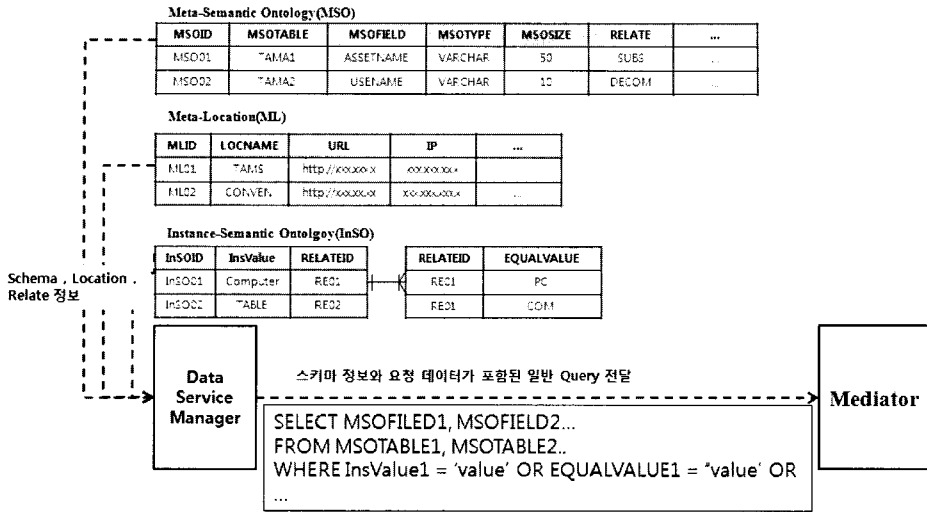 Meta-Semantic Ontology(MSO)
MSOID MSOTABLE MSOFIELD MSOTYPE MSOSIZE RELATE ...
MSO01 TAMA1 ASSETNAME VARCHAR 50 SUBS ...
MSO02 TAMA2 USENAME VARCHAR 10 DECOM ...
Meta-Location(ML)
MLID LOCNAME URL IP ...
ML01 TAMS
ML02 CONVEN. ...
Instance-Semantic Ontolgoy(InSO)
InSOID InsValue RELATEID RELATEID EQUALVALUE
InSO01 Computer RE01 RE01 PC
InSO02 TABLE RE02 RE01 COM
Schema , Location ,
Relate 정보
Data
Service
Manager
스키마 정보와 요청 데이터가 포함된 일반 Query 전달
Mediator
SELECT MSOFILED1, MSOFIELD2...
FROM MSOTABLE1, MSOTABLE2..
WHERE InsValue1 = 'value' OR EQUALVALUE1 = "value' OR
...